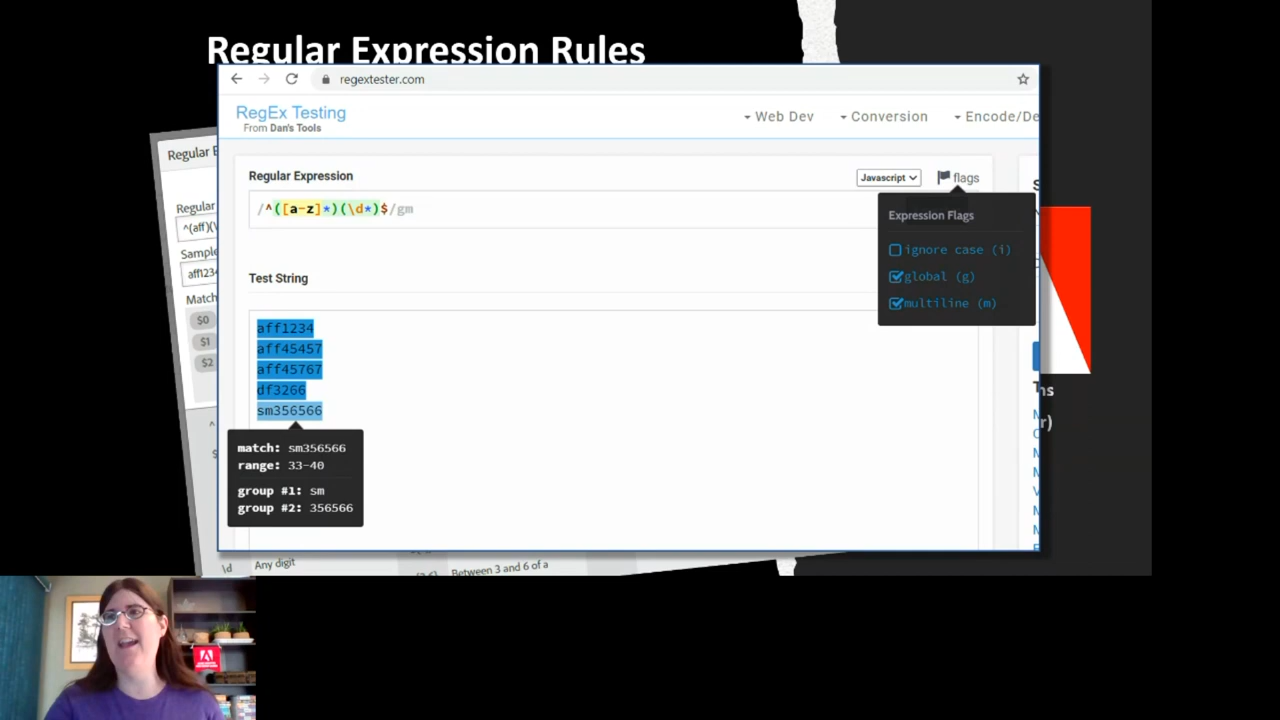 Regular Expression Rules
regextester.com
RegEx Testing
From Dan's Tools
Web Dev
Conversion
Encode/De
Regular Expression
Javascript
flags
/^([a-z]*)(\d*)$/gm
Expression Flags
ignore case (i)
global (g)
multiline (m)
Test String
aff1234
aff45457
aff45767
df3266
sm356566
match: sm356566
range: 33-40
group #1: sm
group #2: 356566
Regular E
Regular
^(aff)(\
Sample
aff123
Match
$0
$1
$2
^
$
\d
Any digit
Between 3 and 6 of a
ns
r)